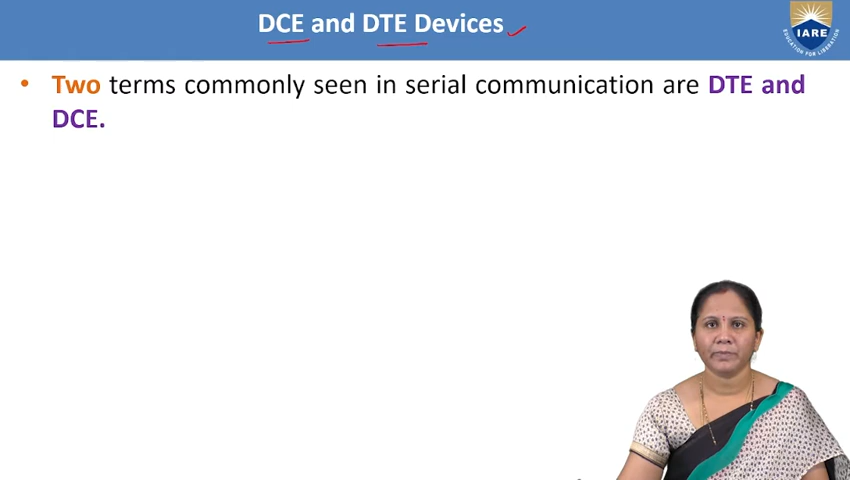 DCE and DTE Devices
IARE
EDUCATION FOR LIBERATION
• Two terms commonly seen in serial communication are DTE and
DCE.